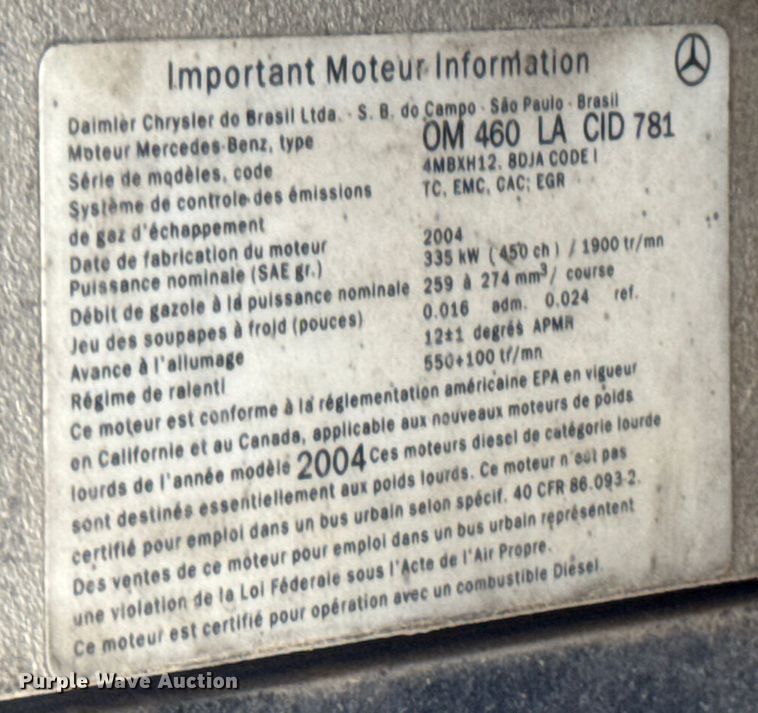 Important Moteur Information
Daimler Chrysler do Brasil Ltda. · S. B. do Campo · São Paulo · Brasil
Moteur Mercedes-Benz, type OM 460 LA CID 781
Série de modèles, code 4MBXH12. 8DJA CODE I
Système de controle des émissions TC, EMC, CAC; EGR
de gaz d'échappement
Date de fabrication du moteur 2004
Puissance nominale (SAE gr.) 335 kW (450 ch) / 1900 tr/mn
Débit de gazole à la puissance nominale 259 à 274 mm³/ course
Jeu des soupapes à froid (pouces) 0.016 adm. 0.024 ref.
Avance à l'allumage 12±1 degrés APMR
Régime de ralenti 550+100 tr/mn
Ce moteur est conforme à la réglementation américaine EPA en vigueur
en Californie et au Canada, applicable aux nouveaux moteurs de poids
lourds de l'année modèle 2004 Ces moteurs diesel de catégorie lourde
sont destinés essentiellement aux poids lourds. Ce moteur n'est pas
certifié pour emploi dans un bus urbain selon spécif. 40 CFR 86.093-2.
Des ventes de ce moteur pour emploi dans un bus urbain représentent
une violation de la Loi Féderale sous l'Acte de l'Air Propre.
Ce moteur est certifié pour opération avec un combustible Diesel.
Purple Wave Auction